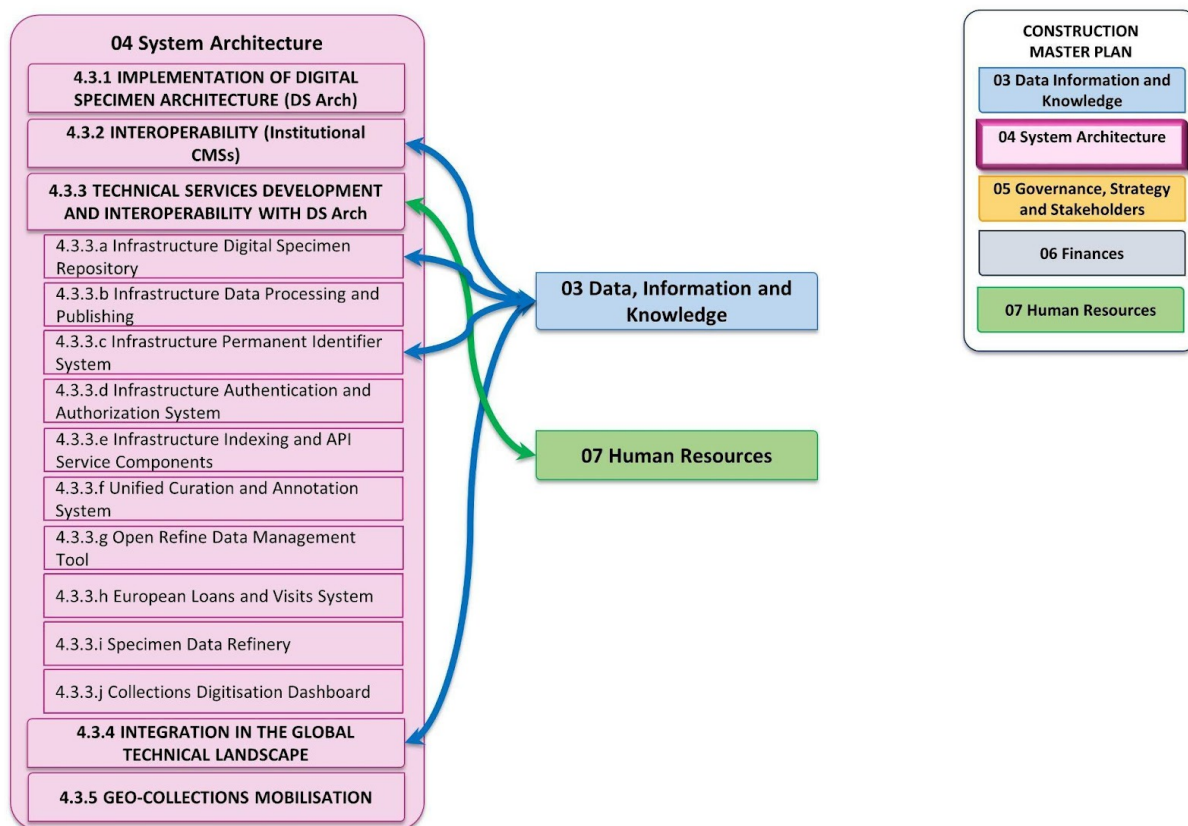 04 System Architecture
4.3.1 IMPLEMENTATION OF DIGITAL
SPECIMEN ARCHITECTURE (DS Arch)
4.3.2 INTEROPERABILITY (Institutional
CMSs)
4.3.3 TECHNICAL SERVICES DEVELOPMENT
AND INTEROPERABILITY WITH DS Arch
4.3.3.a Infrastructure Digital Specimen
Repository
4.3.3.b Infrastructure Data Processing and
Publishing
4.3.3.c Infrastructure Permanent Identifier
System
4.3.3.d Infrastructure Authentication and
Authorization System
4.3.3.e Infrastructure Indexing and API
Service Components
4.3.3.f Unified Curation and Annotation
System
4.3.3.g Open Refine Data Management
Tool
4.3.3.h European Loans and Visits System
4.3.3.i Specimen Data Refinery
4.3.3.j Collections Digitisation Dashboard
4.3.4 INTEGRATION IN THE GLOBAL
TECHNICAL LANDSCAPE
4.3.5 GEO-COLLECTIONS MOBILISATION
03 Data, Information and
Knowledge
07 Human Resources
CONSTRUCTION
MASTER PLAN
03 Data Information and
Knowledge
04 System Architecture
05 Governance, Strategy
and Stakeholders
06 Finances
07 Human Resources